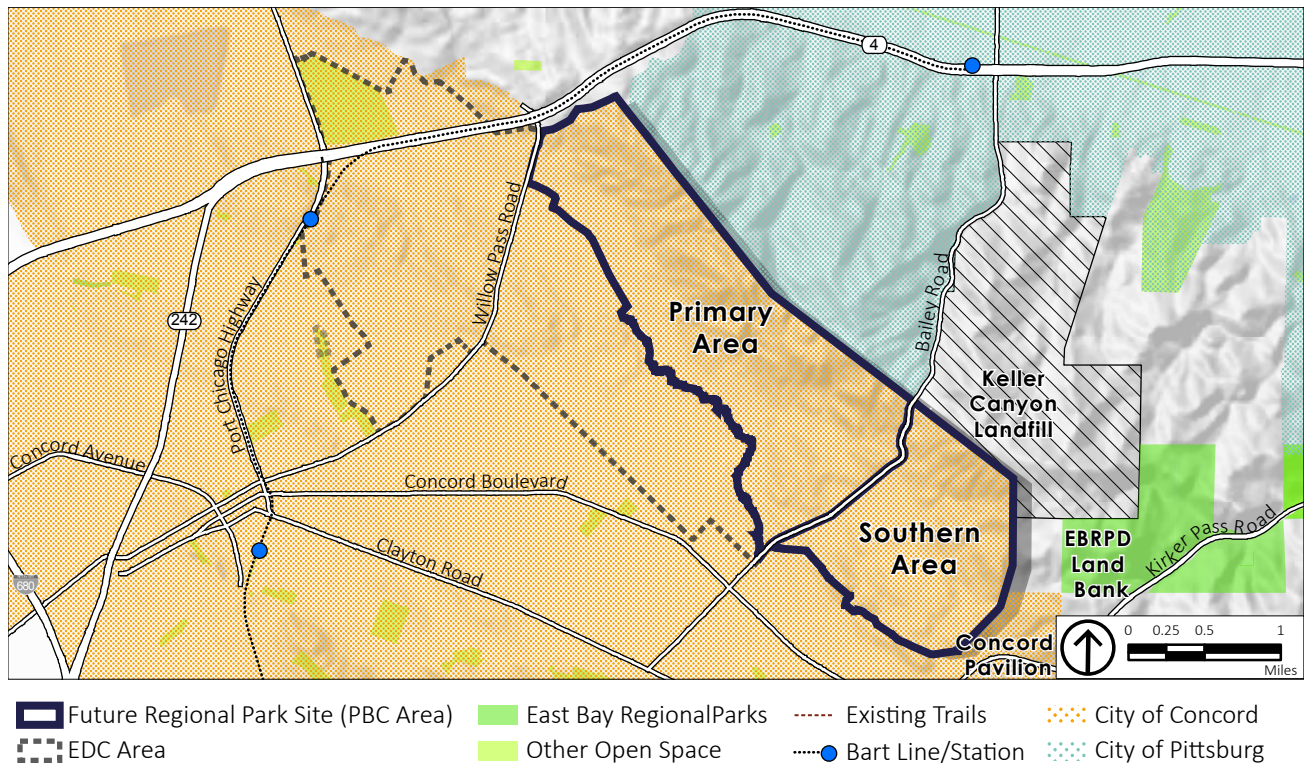 4
Willow Pass Road
Bailey Road
Primary
Area
242
Port Chicago Highway
Keller
Canyon
Landfill
Concord Avenue
Concord Boulevard
Southern
Area
EBRPD
Land
Bank
Kirker Pass Road
Clayton Road
680
Concord
Pavilion
0 0.25 0.5 1
Miles
Future Regional Park Site (PBC Area)
East Bay RegionalParks
Existing Trails
City of Concord
EDC Area
Other Open Space
Bart Line/Station
City of Pittsburg